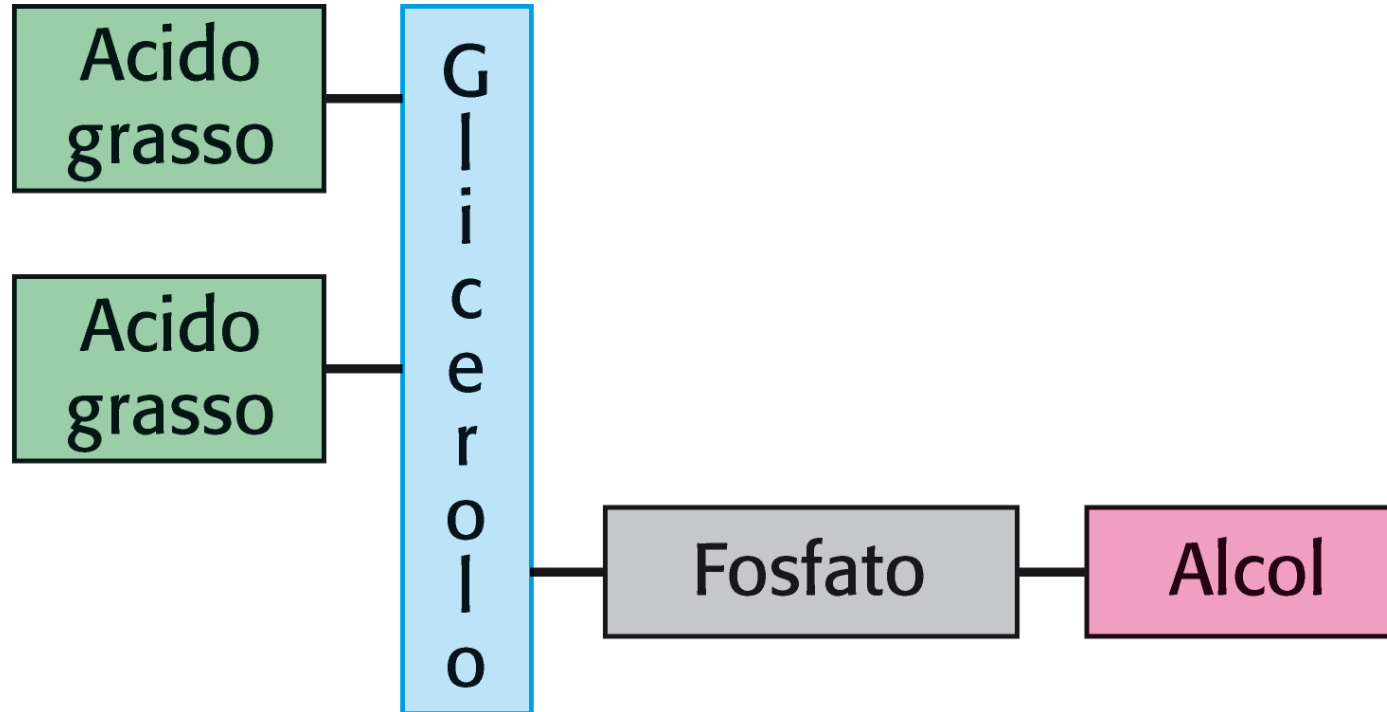 Acido
grasso
Glicerolo
Acido
grasso
Fosfato
Alcol